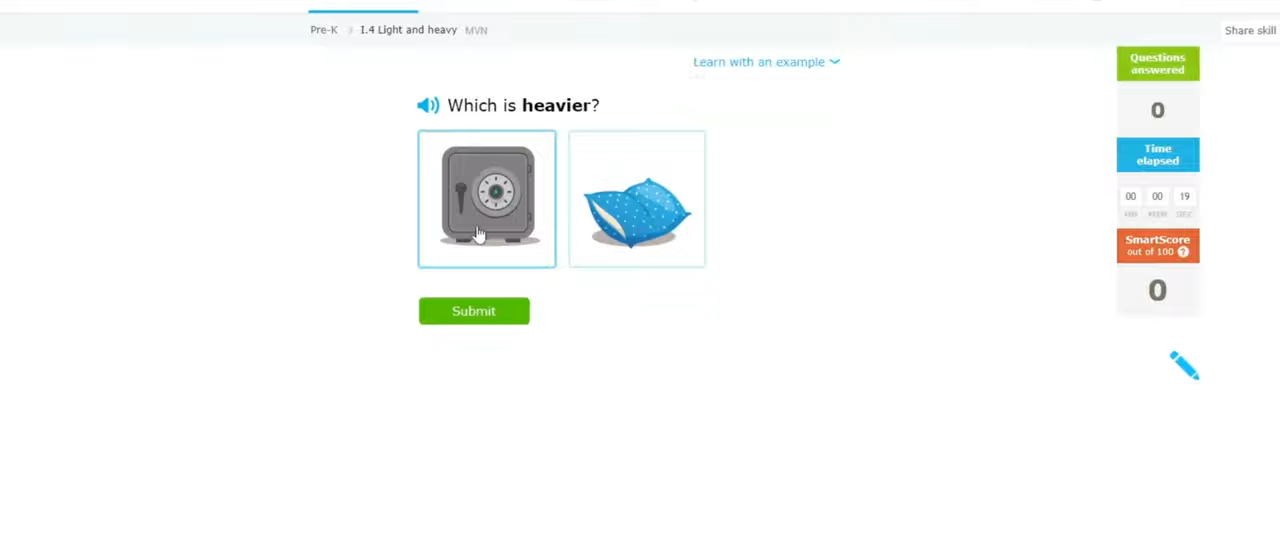 Pre-K > I.4 Light and heavy MVN
Share skill
Learn with an example
Questions
answered
0
Which is heavier?
Time
elapsed
00 00 19
SmartScore
out of 100 ?
0
Submit